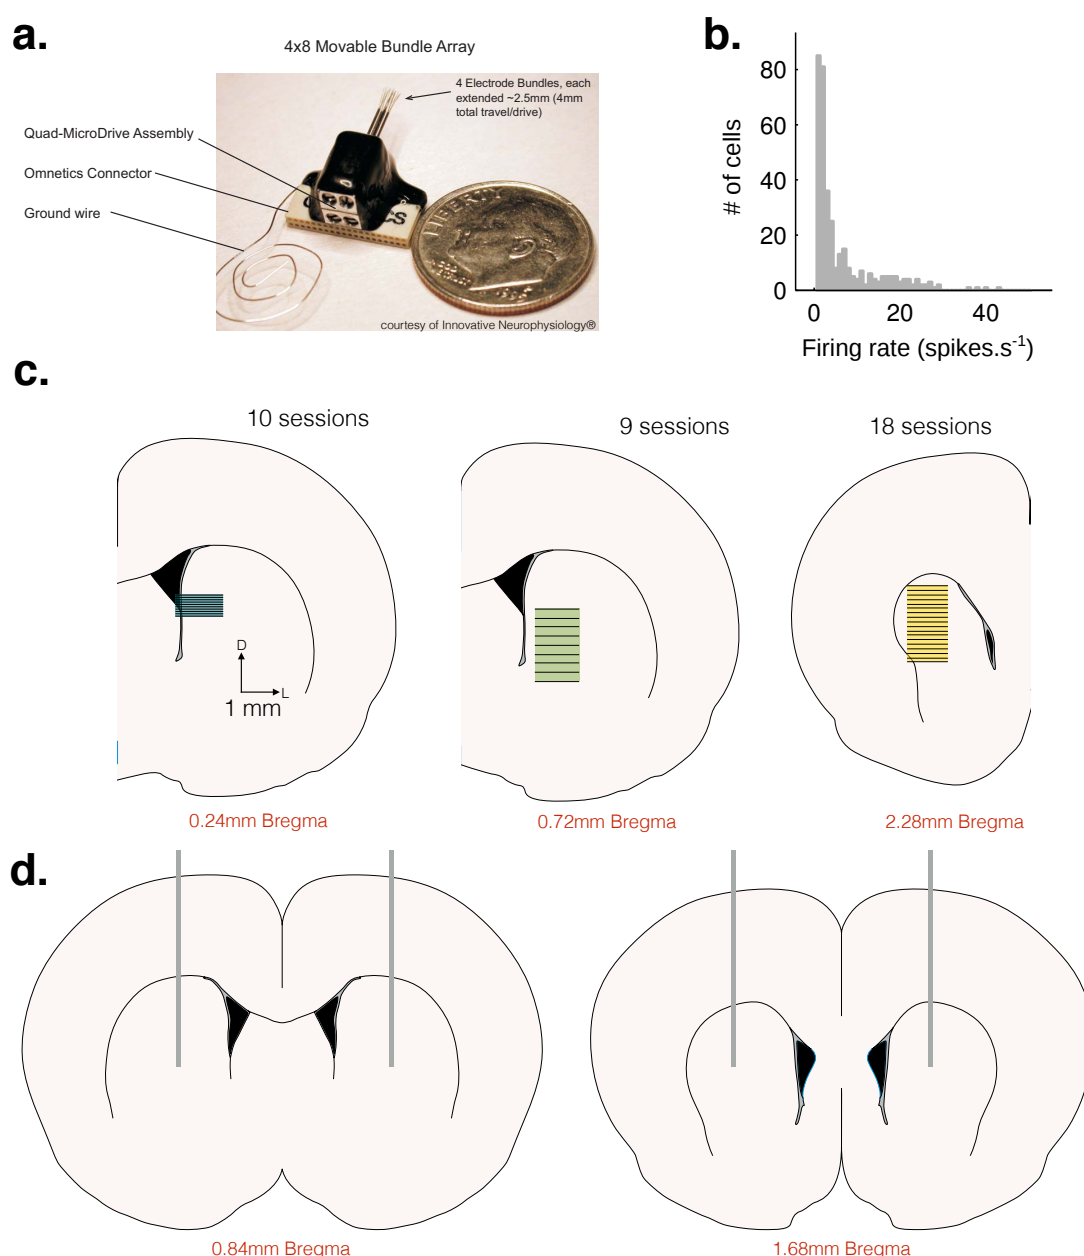 a.
4x8 Movable Bundle Array
4 Electrode Bundles, each
extended ~2.5mm (4mm
total travel/drive)
Quad-MicroDrive Assembly
Omnetics Connector
Ground wire
CS
LIBERTY
1995
courtesy of Innovative Neurophysiology®
b.
# of cells
80
60
40
20
0
0 20 40
Firing rate (spikes.s⁻¹)
c.
10 sessions
9 sessions
18 sessions
D
L
1 mm
0.24mm Bregma
0.72mm Bregma
2.28mm Bregma
d.
0.84mm Bregma
1.68mm Bregma